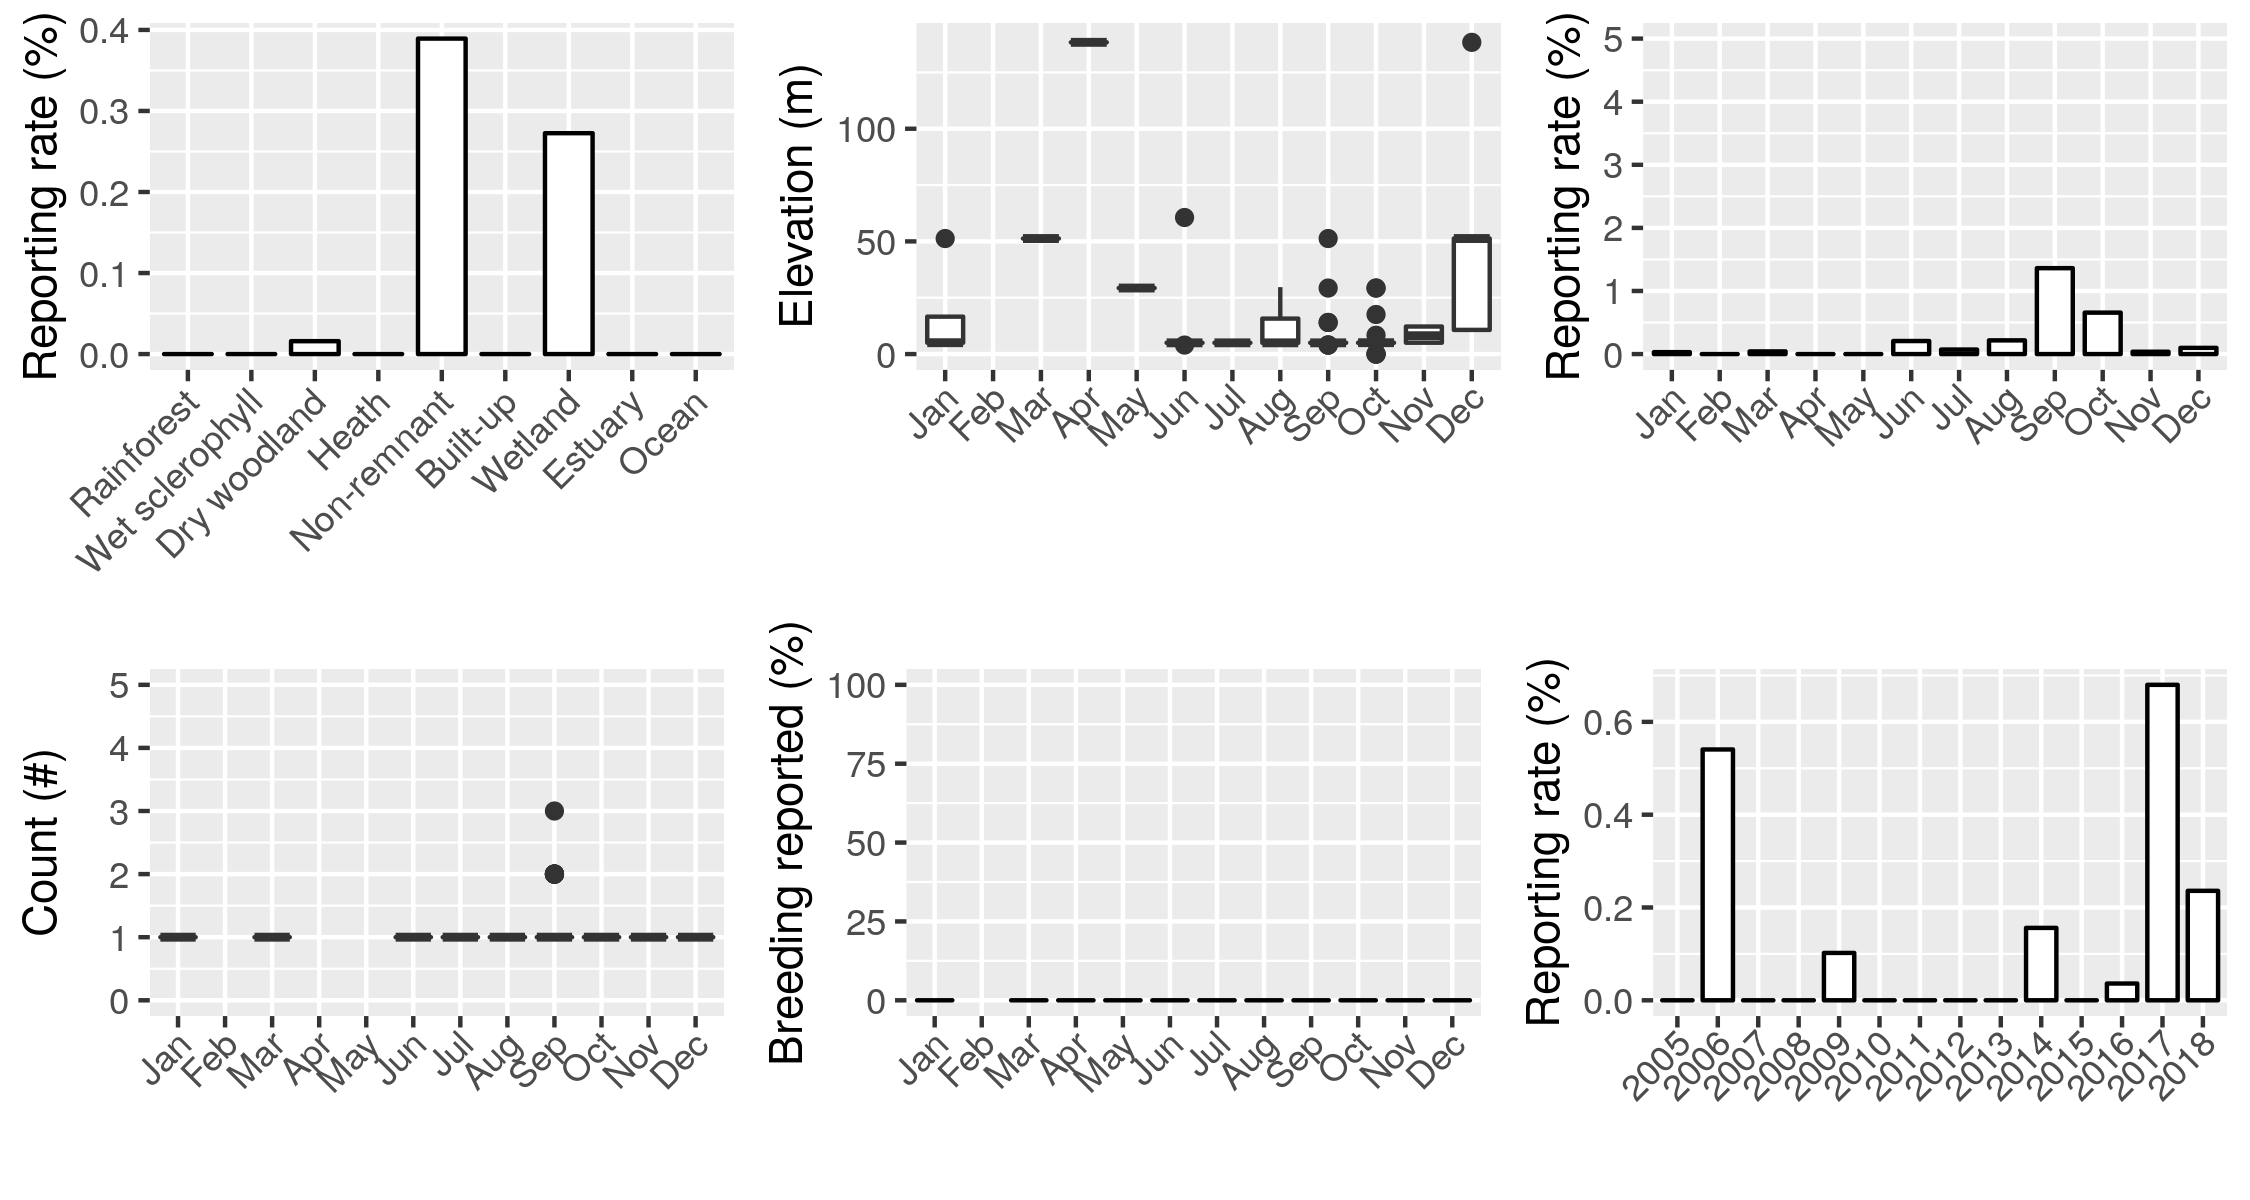 Reporting rate (%)
0.4
0.3
0.2
0.1
0.0
Rainforest
Wet sclerophyll
Dry woodland
Heath
Non-remnant
Built-up
Wetland
Estuary
Ocean
Elevation (m)
100
50
0
Jan
Feb
Mar
Apr
May
Jun
Jul
Aug
Sep
Oct
Nov
Dec
Reporting rate (%)
5
4
3
2
1
0
Jan
Feb
Mar
Apr
May
Jun
Jul
Aug
Sep
Oct
Nov
Dec
Count (#)
5
4
3
2
1
0
Jan
Feb
Mar
Apr
May
Jun
Jul
Aug
Sep
Oct
Nov
Dec
Breeding reported (%)
100
75
50
25
0
Jan
Feb
Mar
Apr
May
Jun
Jul
Aug
Sep
Oct
Nov
Dec
Reporting rate (%)
0.6
0.4
0.2
0.0
2005
2006
2007
2008
2009
2010
2011
2012
2013
2014
2015
2016
2017
2018